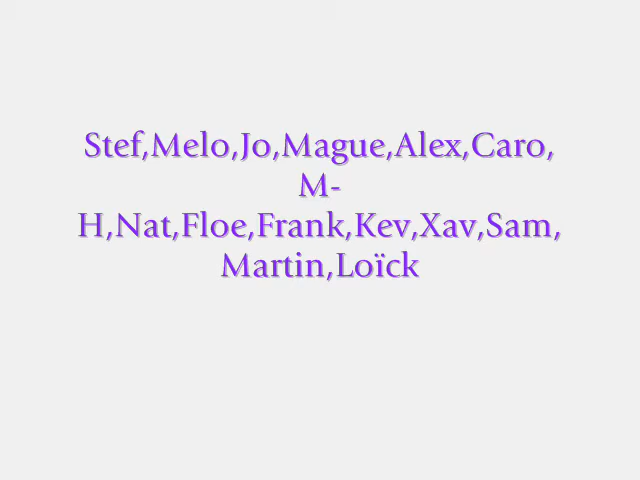 Stef,Melo,Jo,Mague,Alex,Caro,
M-
H,Nat,Floe,Frank,Kev,Xav,Sam,
Martin,Loïck